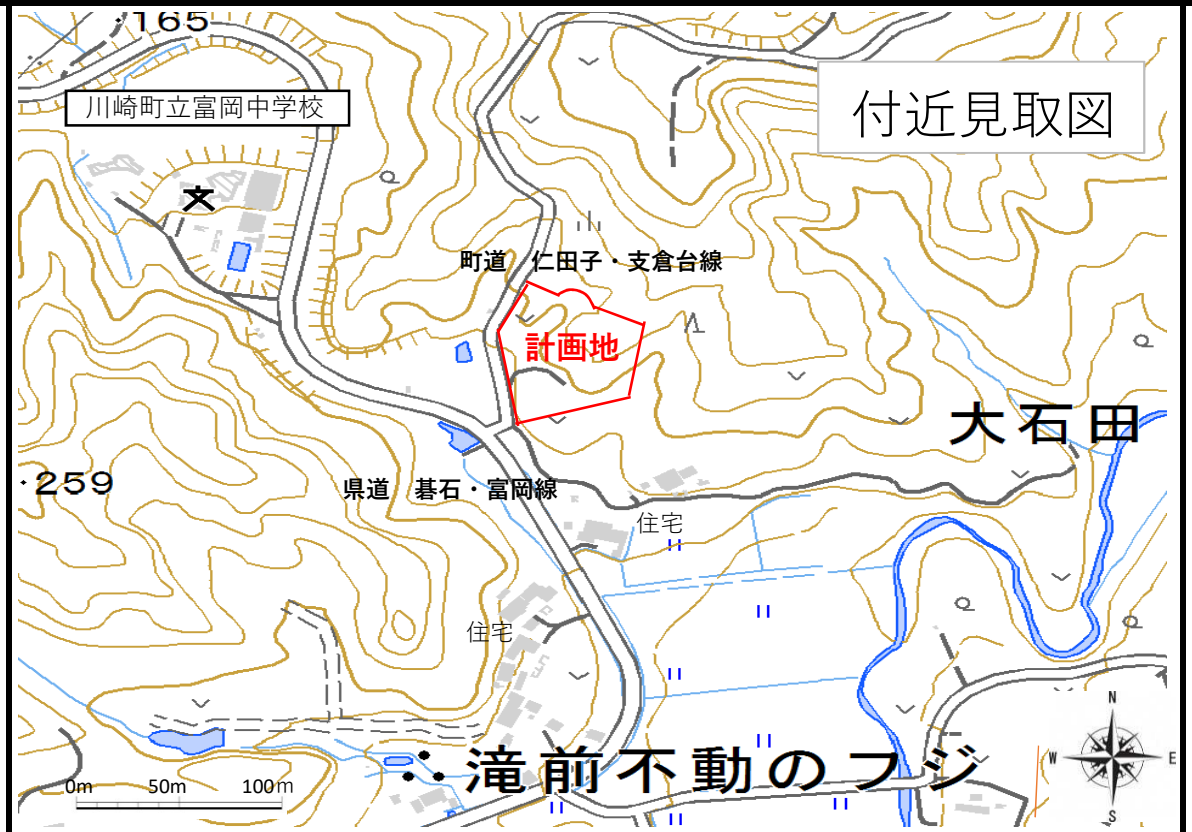 165
川崎町立富岡中学校
付近見取図
町道 仁田子・支倉台線
計画地
大石田
259
県道 碁石・富岡線
住宅
住宅
滝前不動のフジ
0m 50m 100m
N
W E
S